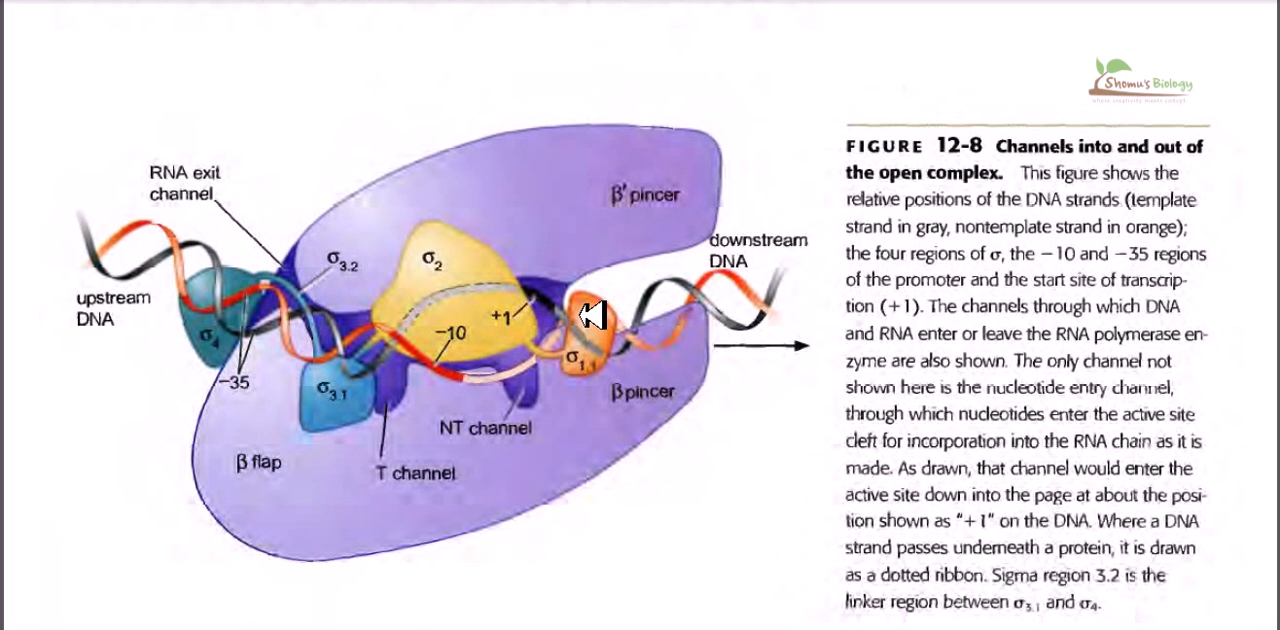 Shomu's Biology
RNA exit
channel
β' pincer
σ3.2
σ2
downstream
DNA
upstream
DNA
σ4
+1
−10
σ1.1
−35
σ3.1
β pincer
NT channel
β flap
T channel
FIGURE 12-8 Channels into and out of
the open complex. This figure shows the
relative positions of the DNA strands (template
strand in gray, nontemplate strand in orange);
the four regions of σ, the −10 and −35 regions
of the promoter and the start site of transcrip-
tion (+1). The channels through which DNA
and RNA enter or leave the RNA polymerase en-
zyme are also shown. The only channel not
shown here is the nucleotide entry channel,
through which nucleotides enter the active site
cleft for incorporation into the RNA chain as it is
made. As drawn, that channel would enter the
active site down into the page at about the posi-
tion shown as "+1" on the DNA. Where a DNA
strand passes underneath a protein, it is drawn
as a dotted ribbon. Sigma region 3.2 is the
linker region between σ3.1 and σ4.